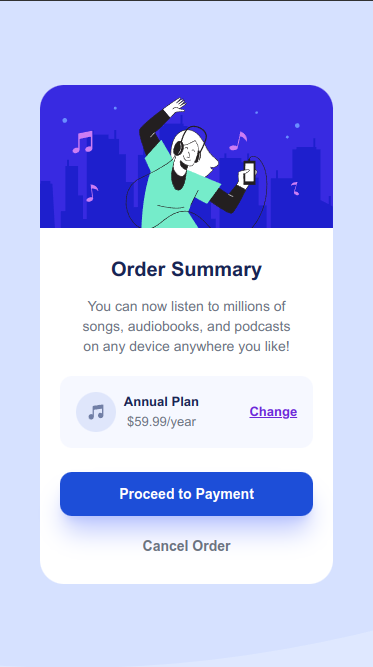 Order Summary
You can now listen to millions of
songs, audiobooks, and podcasts
on any device anywhere you like!
Annual Plan
$59.99/year
Change
Proceed to Payment
Cancel Order